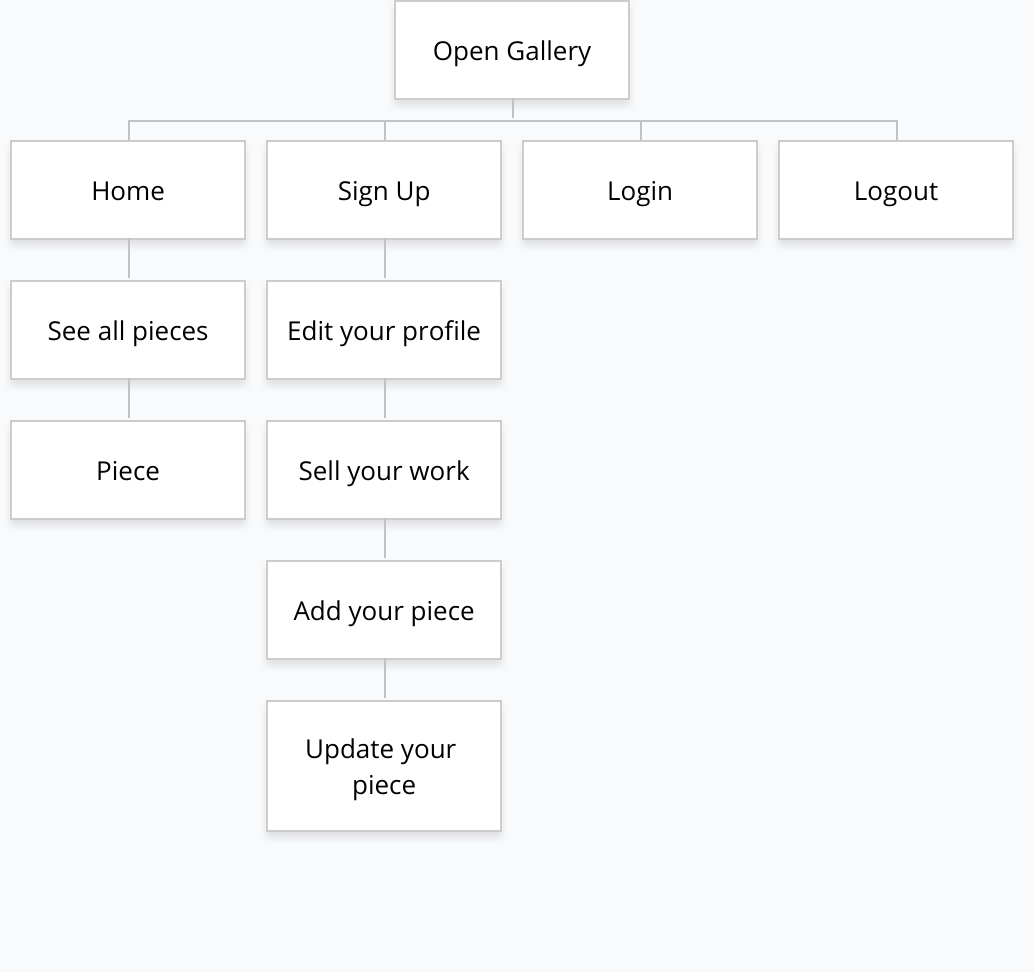 Open Gallery
Home
Sign Up
Login
Logout
See all pieces
Edit your profile
Piece
Sell your work
Add your piece
Update your
piece